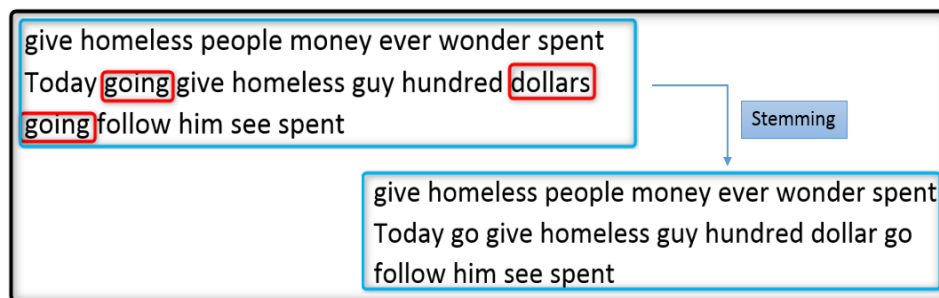 give homeless people money ever wonder spent
Today going give homeless guy hundred dollars
going follow him see spent
Stemming
give homeless people money ever wonder spent
Today go give homeless guy hundred dollar go
follow him see spent